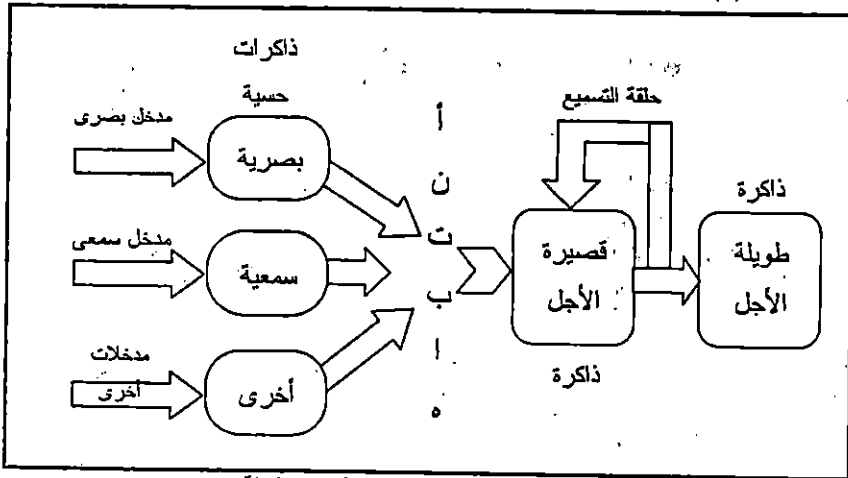 ذاكرات
حسية
حلقة التسميع
مدخل بصرى
بصرية
أ
ن
ت
ب
ا
ه
مدخل سمعى
سمعية
مدخلات
أخرى
أخرى
قصيرة
الأجل
ذاكرة
ذاكرة
طويلة
الأجل